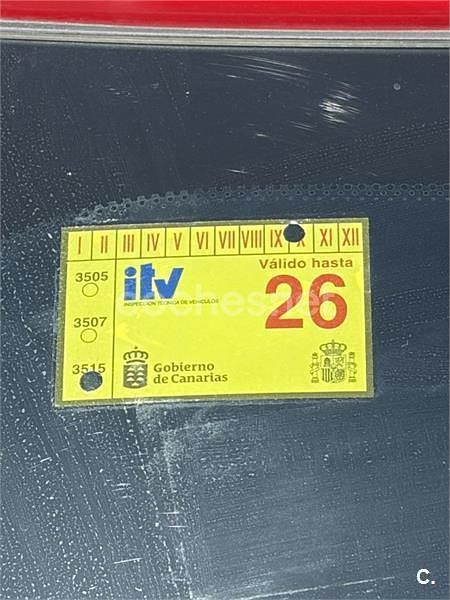 I II III IV V VI VII VIII IX X XI XII
Válido hasta
3505
itv
26
INSPECCIÓN TÉCNICA DE VEHÍCULOS
3507
3515
Gobierno
de Canarias
C.